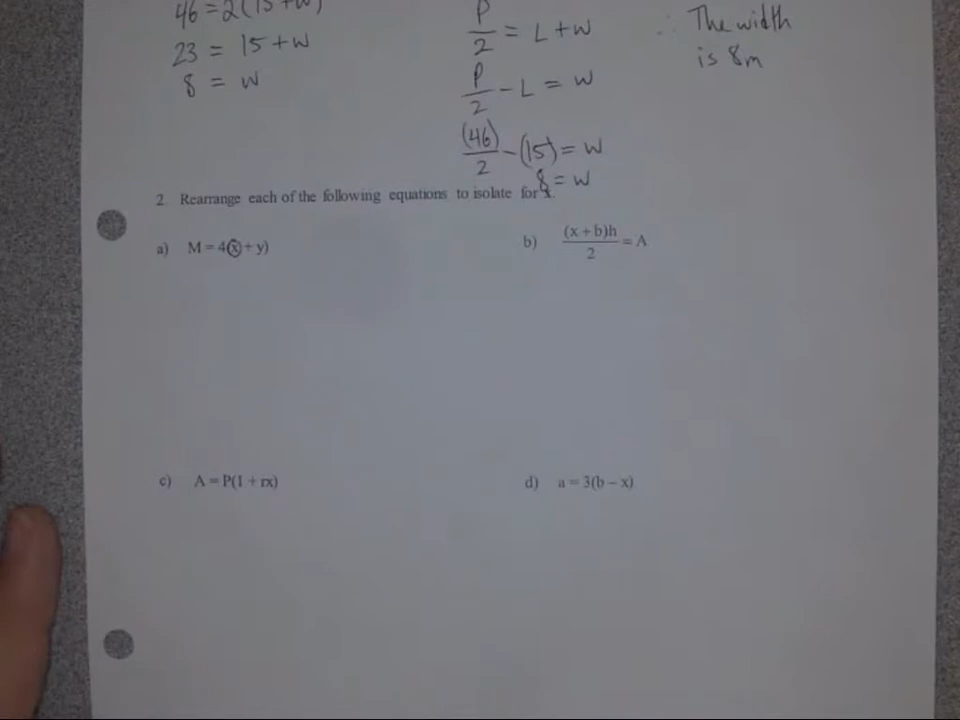 46 = 2(15 + w)
23 = 15 + w
8 = w
P/2 = L + w
P/2 - L = w
(46)/2 - (15) = w
8 = w
∴ The width
is 8m
2. Rearrange each of the following equations to isolate for x.
a) M = 4(x + y)
b) (x + b)h/2 = A
c) A = P(1 + rx)
d) a = 3(b – x)